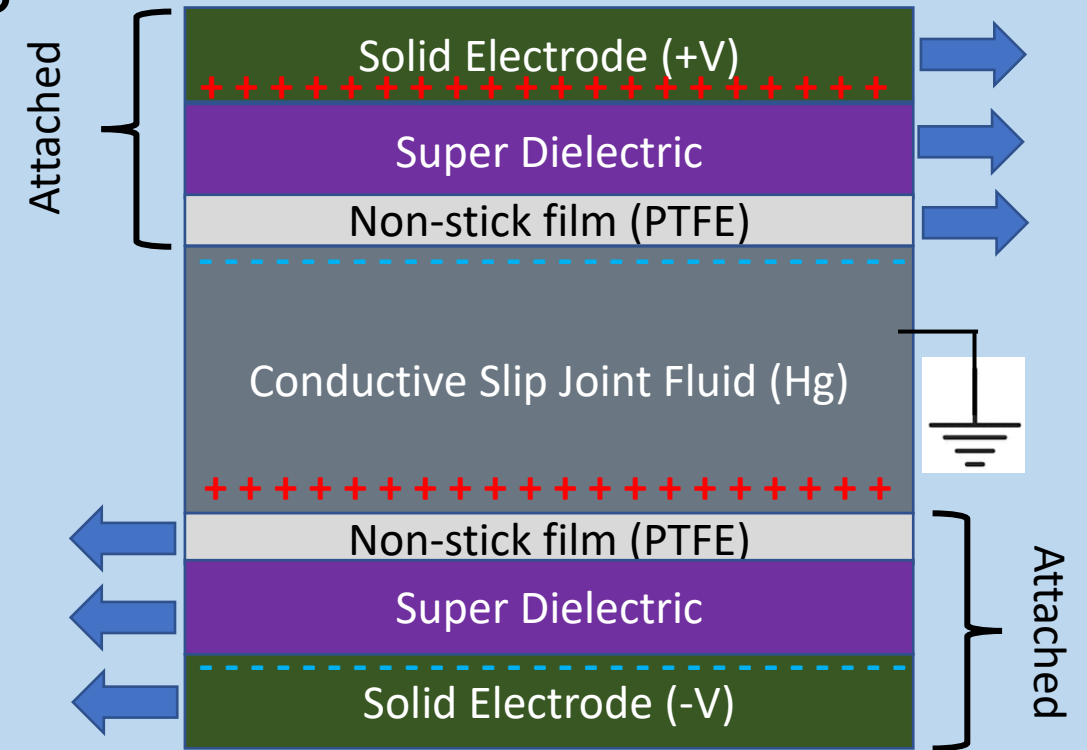 Attached
Solid Electrode (+V)
+ + + + + + + + + + + + + + + + + + + +
Super Dielectric
Non-stick film (PTFE)
- - - - - - - - - - - - - - - - - - - - - - - - - - - - - - - -
Conductive Slip Joint Fluid (Hg)
+ + + + + + + + + + + + + + + + + + + +
Non-stick film (PTFE)
Super Dielectric
- - - - - - - - - - - - - - - - - - - - - - - - - - - - - - - -
Solid Electrode (-V)
Attached